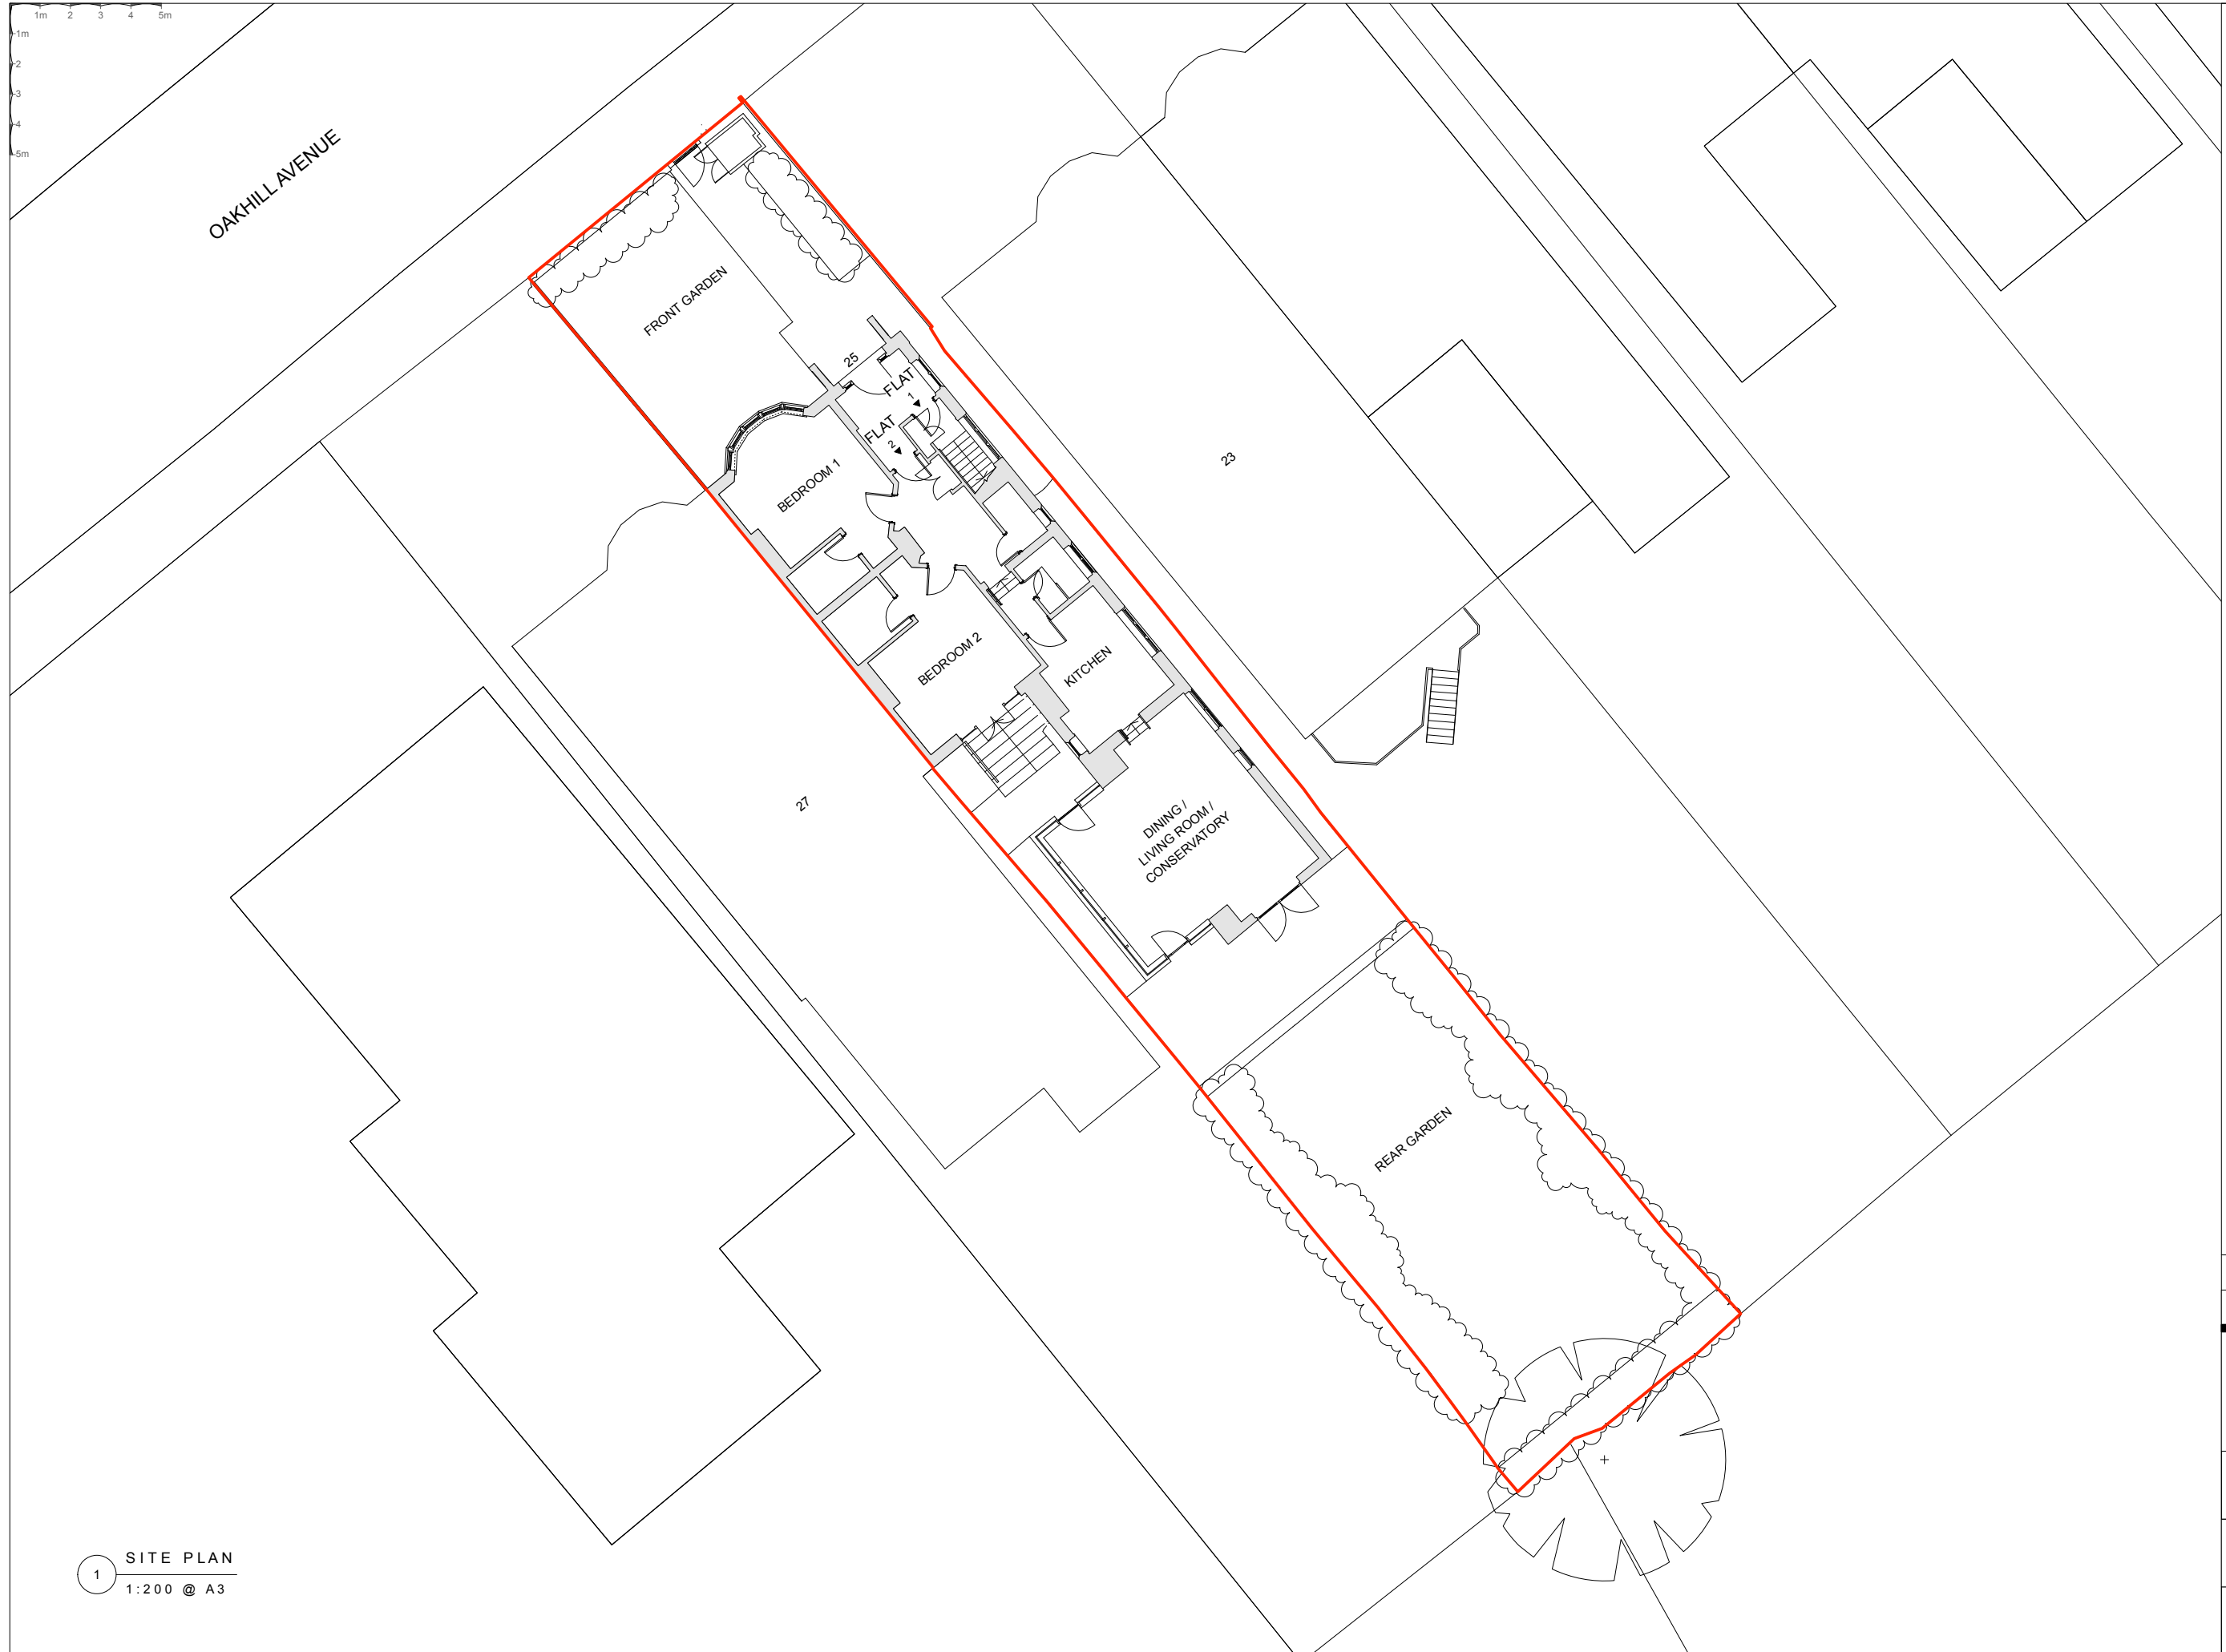 1m 2 3 4 5m
1m
2
3
4
5m
OAKHILL AVENUE
FRONT GARDEN
25
FLAT
1
FLAT
2
BEDROOM 1
23
BEDROOM 2
KITCHEN
27
DINING /
LIVING ROOM /
CONSERVATORY
REAR GARDEN
1
SITE PLAN
1:200 @ A3